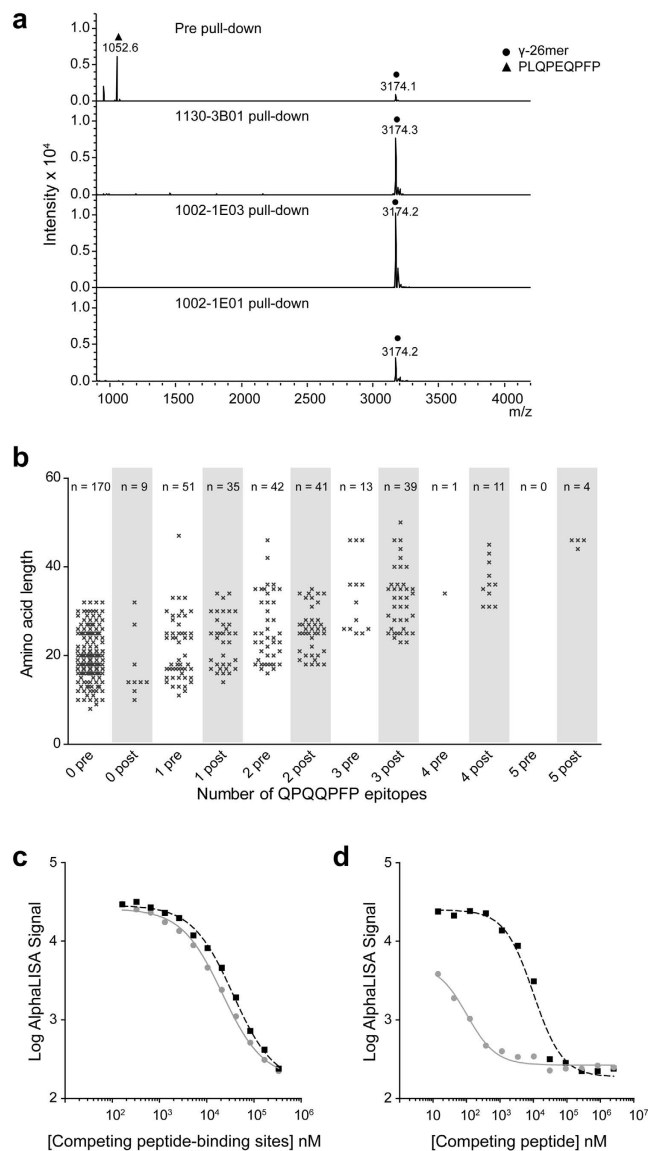 a
Pre pull-down
▲ 1052.6
● 3174.1
● γ-26mer
▲ PLQPEQPFP
1.0
0.5
0.0
1130-3B01 pull-down
● 3174.3
1.0
0.5
0.0
1002-1E03 pull-down
● 3174.2
1.0
0.5
0.0
1002-1E01 pull-down
● 3174.2
1.0
0.5
0.0
Intensity x 10⁴
1000 1500 2000 2500 3000 3500 4000
m/z
b
60
40
20
0
Amino acid length
n = 170 n = 9 n = 51 n = 35 n = 42 n = 41 n = 13 n = 39 n = 1 n = 11 n = 0 n = 4
0 pre 0 post 1 pre 1 post 2 pre 2 post 3 pre 3 post 4 pre 4 post 5 pre 5 post
Number of QPQQPFP epitopes
c
5
4
3
2
Log AlphaLISA Signal
10² 10³ 10⁴ 10⁵ 10⁶
[Competing peptide-binding sites] nM
d
5
4
3
2
Log AlphaLISA Signal
10¹ 10² 10³ 10⁴ 10⁵ 10⁶ 10⁷
[Competing peptide] nM